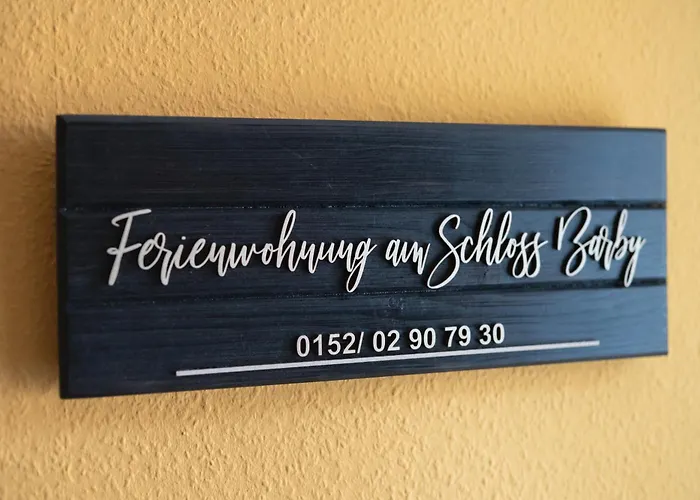 Ferienwohnung am Schloss Barby
0152/ 02 90 79 30